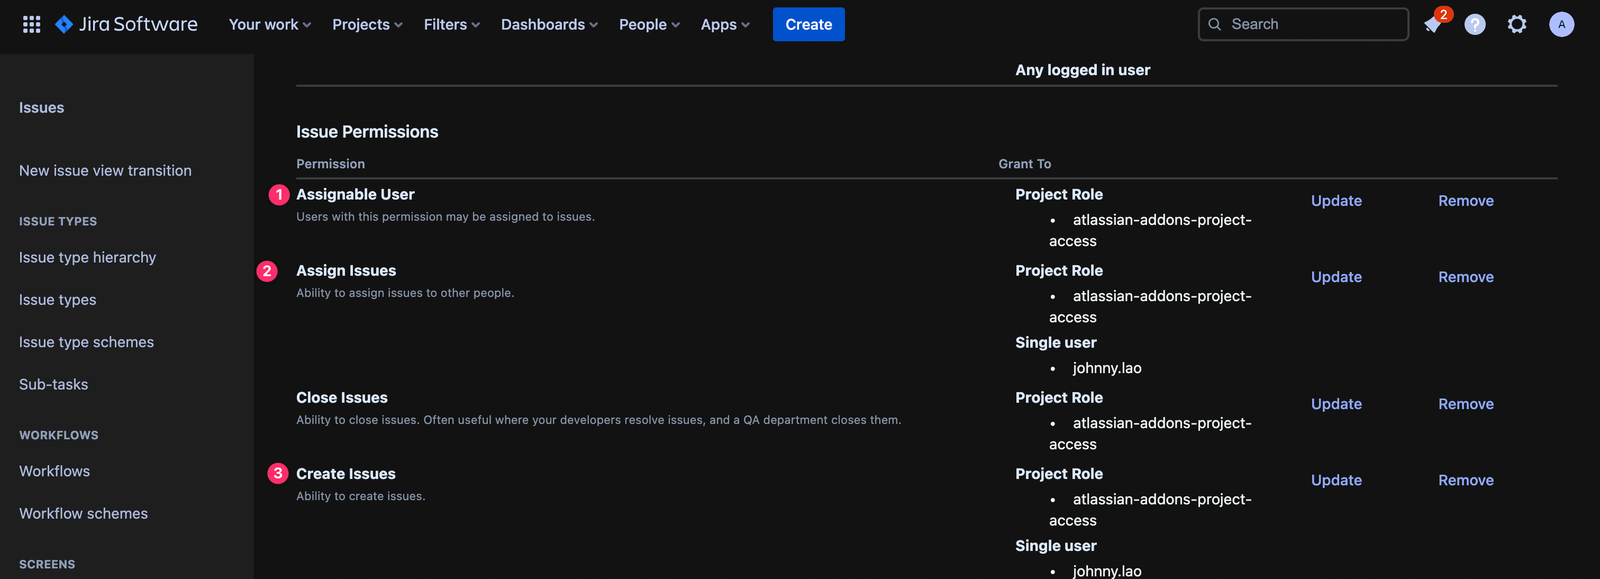 Jira Software Your work Projects Filters Dashboards People Apps Create Search 2 ? A
Issues
New issue view transition
ISSUE TYPES
Issue type hierarchy
Issue types
Issue type schemes
Sub-tasks
WORKFLOWS
Workflows
Workflow schemes
SCREENS
Any logged in user
Issue Permissions
Permission Grant To
1 Assignable User Project Role Update Remove
Users with this permission may be assigned to issues.
• atlassian-addons-project-
access
2 Assign Issues Project Role Update Remove
Ability to assign issues to other people.
• atlassian-addons-project-
access
Single user
• johnny.lao
Close Issues Project Role Update Remove
Ability to close issues. Often useful where your developers resolve issues, and a QA department closes them.
• atlassian-addons-project-
access
3 Create Issues Project Role Update Remove
Ability to create issues.
• atlassian-addons-project-
access
Single user
• johnny.lao